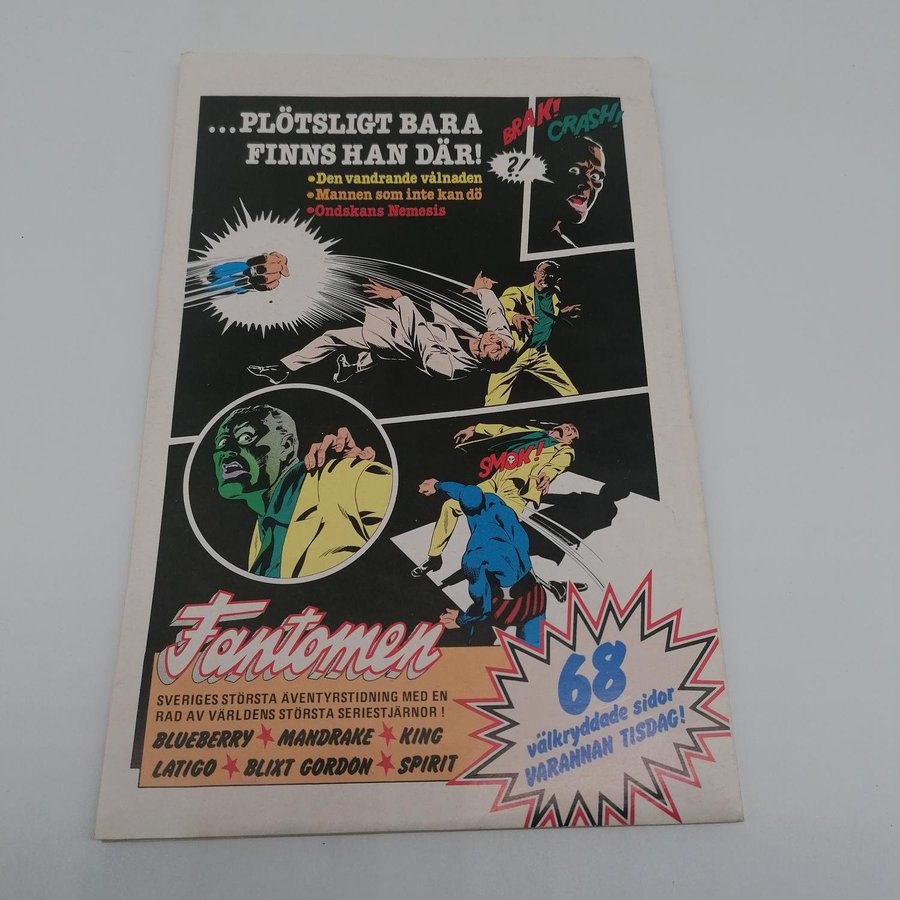 ...PLÖTSLIGT BARA
FINNS HAN DÄR!
•Den vandrande vålnaden
•Mannen som inte kan dö
•Ondskans Nemesis
BRAK!
CRASH!
?!
SMOK!
Fantomen
SVERIGES STÖRSTA ÄVENTYRSTIDNING MED EN
RAD AV VÄRLDENS STÖRSTA SERIESTJÄRNOR !
BLUEBERRY ★ MANDRAKE ★ KING
LATIGO ★ BLIXT GORDON ★ SPIRIT
68
välkryddade sidor
VARANNAN TISDAG!